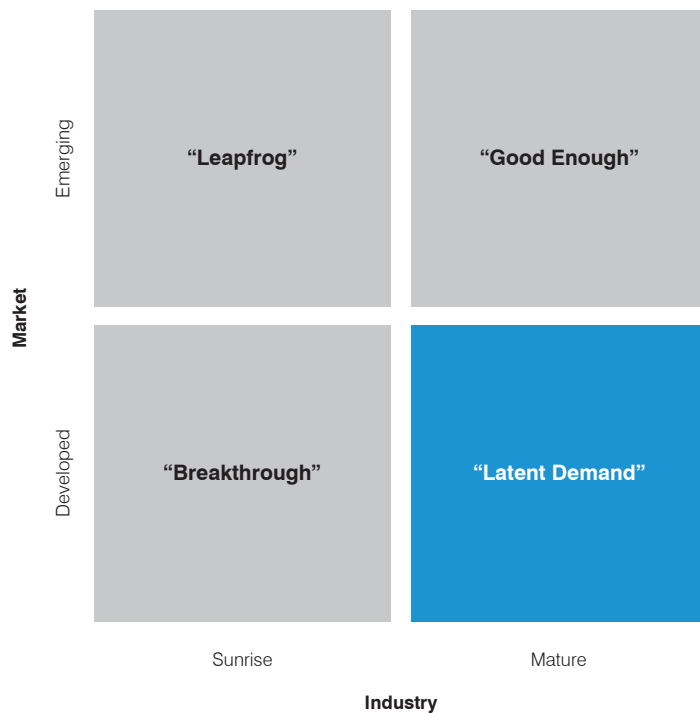 Emerging
“Leapfrog”
“Good Enough”
Market
Developed
“Breakthrough”
“Latent Demand”
Sunrise
Mature
Industry